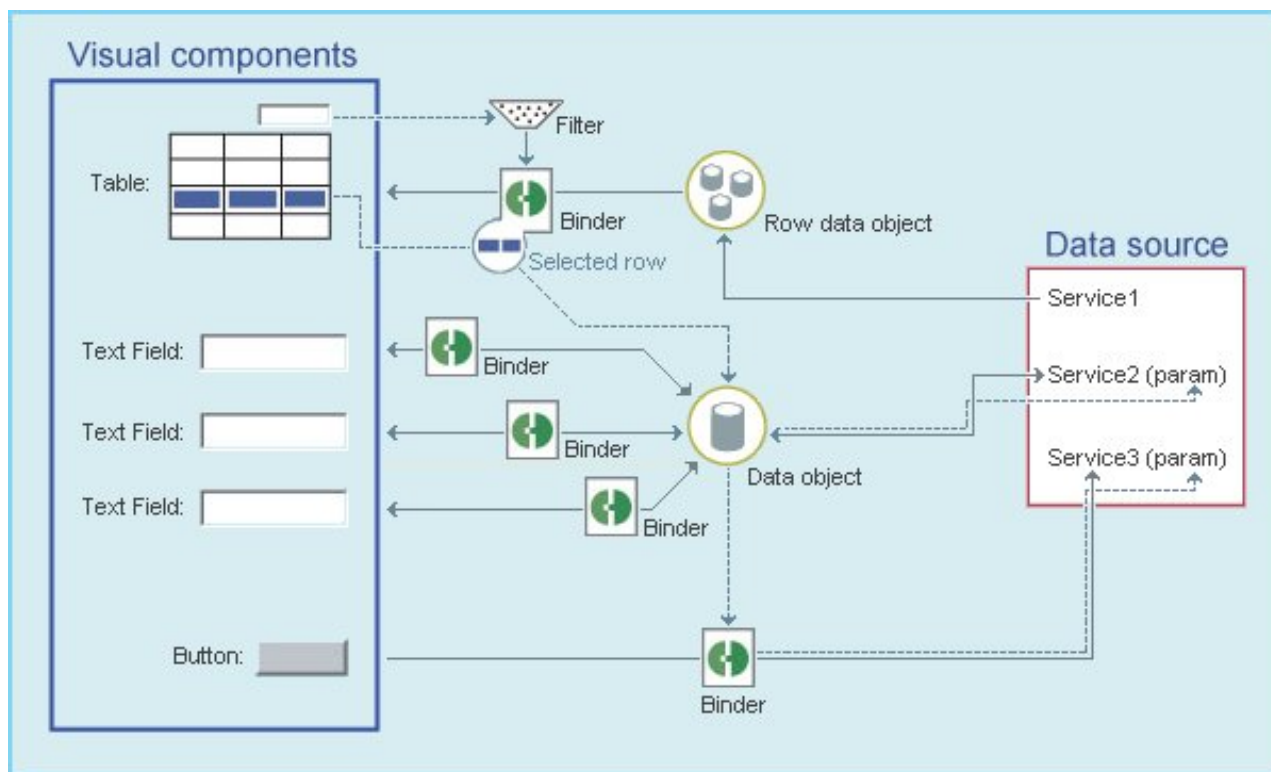 Visual components
Filter
Table:
Binder
Row data object
Selected row
Data source
Service1
Text Field:
Binder
Service2 (param)
Text Field:
Binder
Data object
Service3 (param)
Text Field:
Binder
Button:
Binder